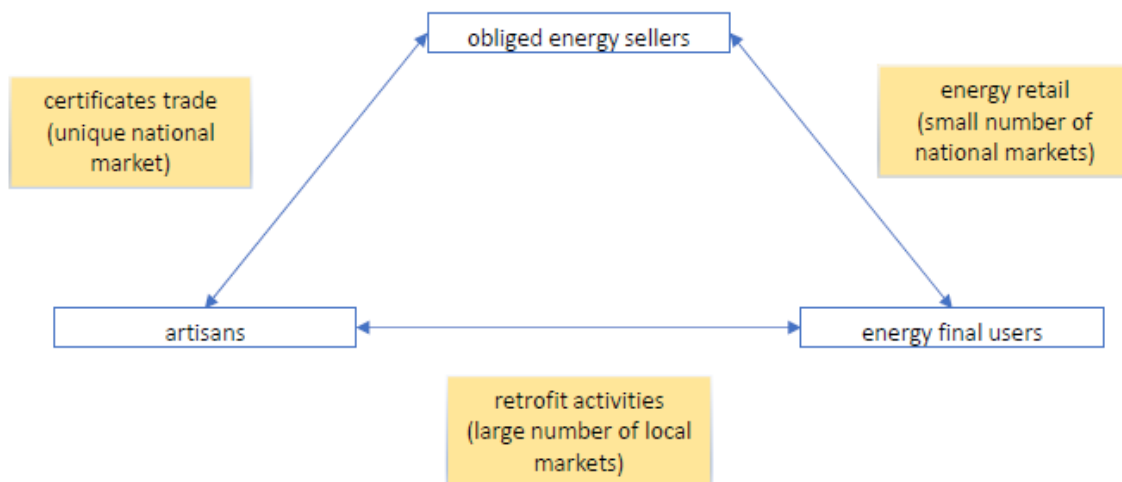 obliged energy sellers
certificates trade
(unique national
market)
energy retail
(small number of
national markets)
artisans
energy final users
retrofit activities
(large number of local
markets)